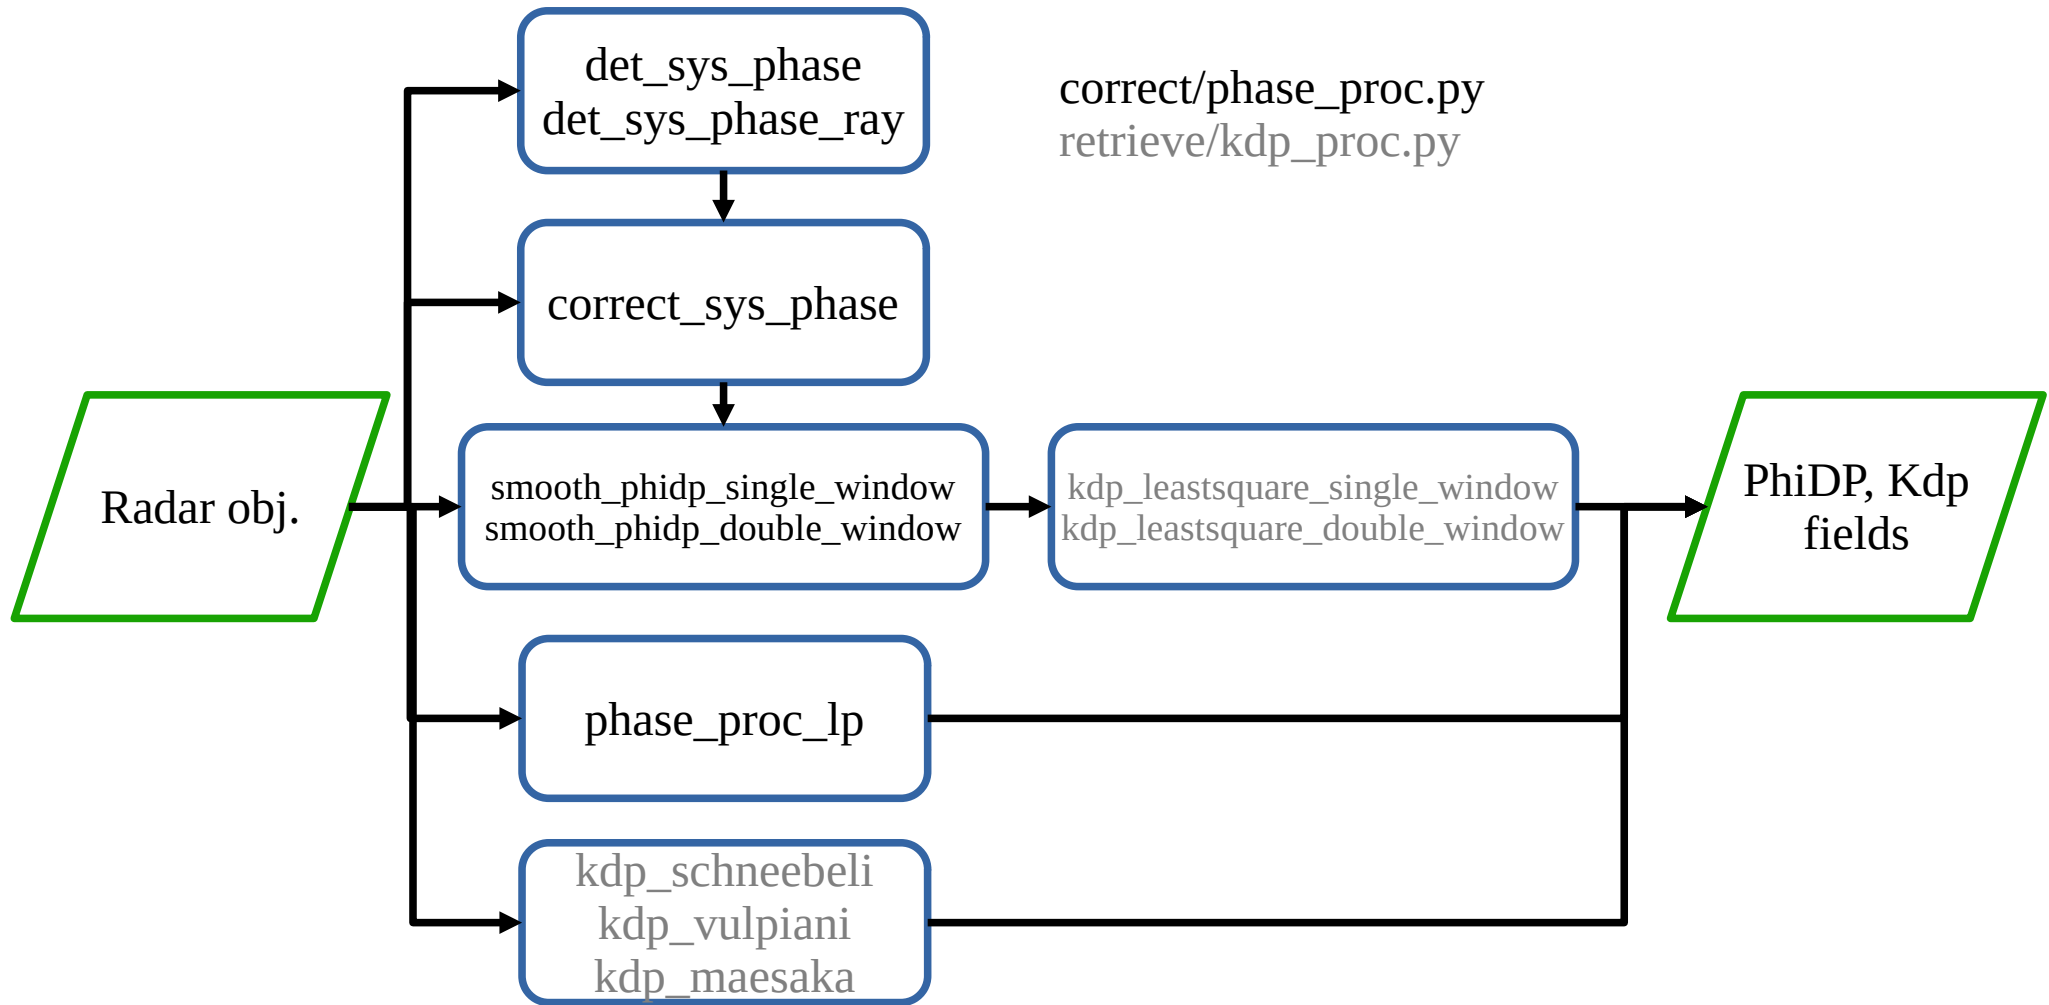 det_sys_phase
det_sys_phase_ray
correct/phase_proc.py
retrieve/kdp_proc.py
correct_sys_phase
Radar obj.
smooth_phidp_single_window
smooth_phidp_double_window
kdp_leastsquare_single_window
kdp_leastsquare_double_window
PhiDP, Kdp
fields
phase_proc_lp
kdp_schneebeli
kdp_vulpiani
kdp_maesaka